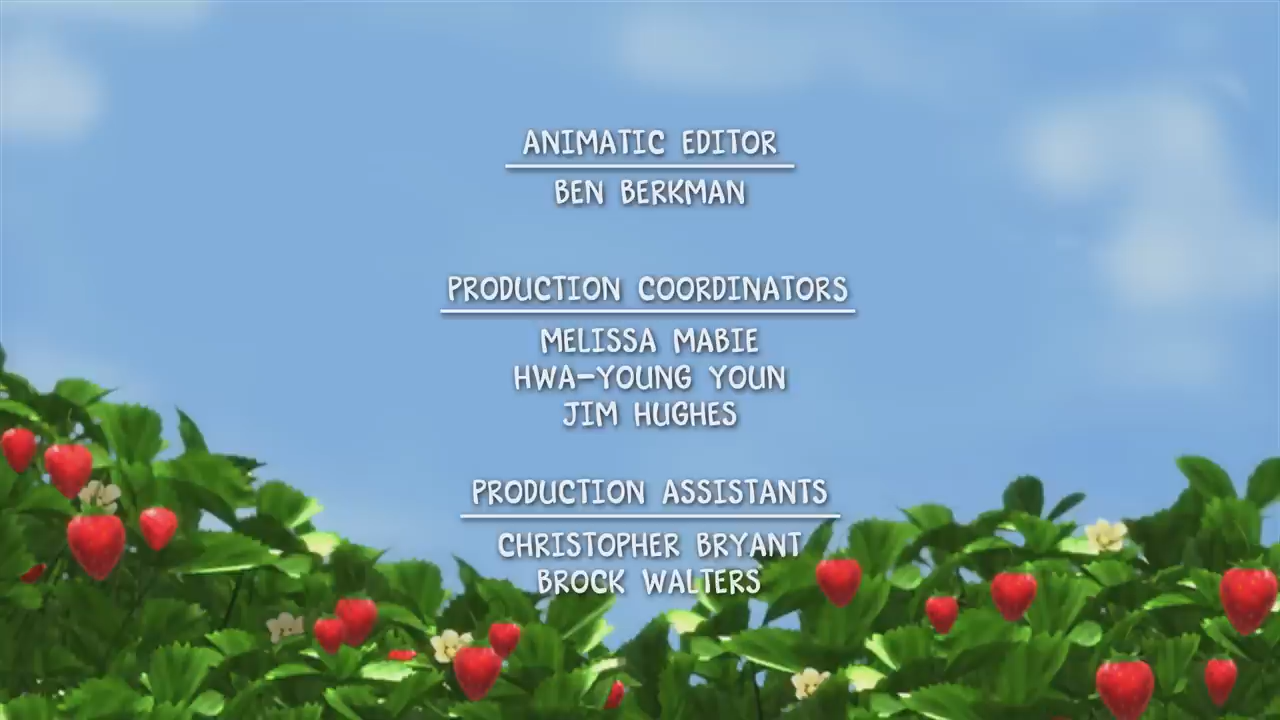 ANIMATIC EDITOR
BEN BERKMAN
PRODUCTION COORDINATORS
MELISSA MABIE
HWA-YOUNG YOUN
JIM HUGHES
PRODUCTION ASSISTANTS
CHRISTOPHER BRYANT
BROCK WALTERS